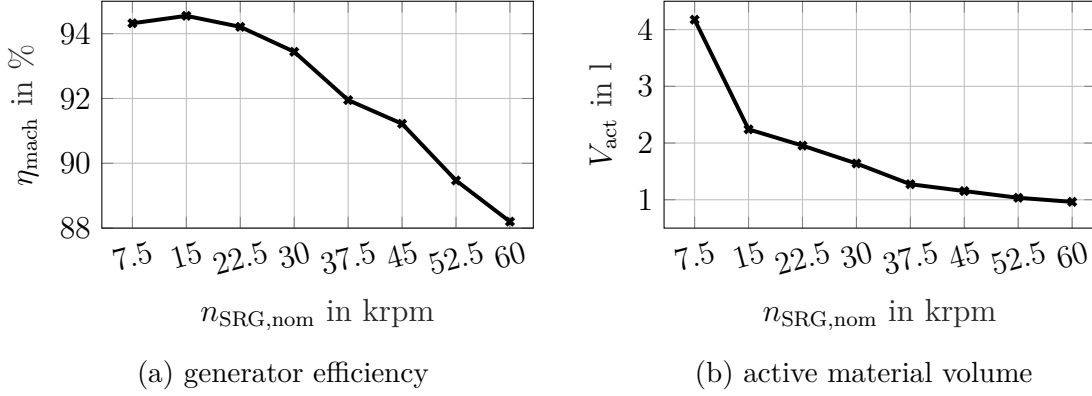 94
92
90
88
η_mach in %
7.5 15 22.5 30 37.5 45 52.5 60
n_SRG,nom in krpm
(a) generator efficiency
4
3
2
1
V_act in l
7.5 15 22.5 30 37.5 45 52.5 60
n_SRG,nom in krpm
(b) active material volume